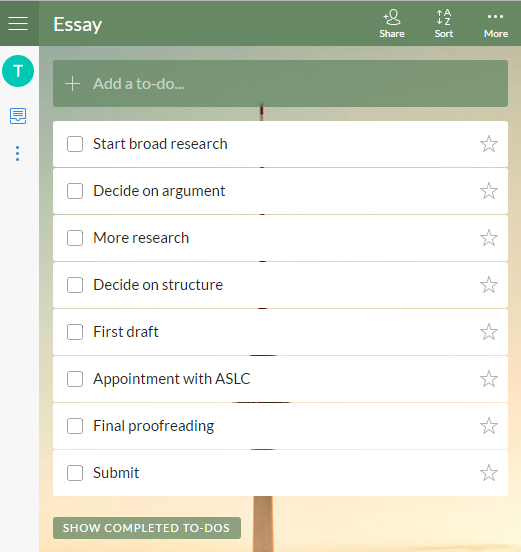 Essay
Share
Sort
More
T
Add a to-do...
Start broad research
Decide on argument
More research
Decide on structure
First draft
Appointment with ASLC
Final proofreading
Submit
SHOW COMPLETED TO-DOS